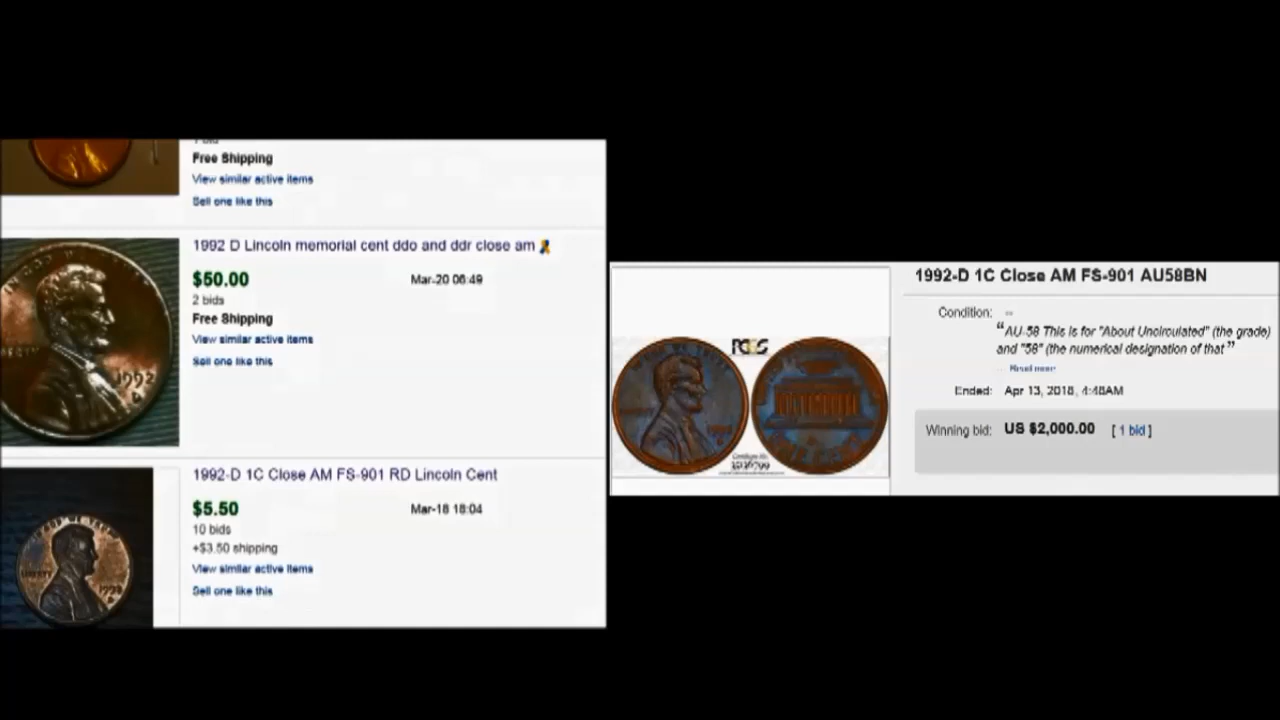 Free Shipping
View similar active items
Sell one like this
1992 D Lincoln memorial cent ddo and ddr close am
$50.00
Mar-20 06:49
2 bids
Free Shipping
View similar active items
Sell one like this
1992
1992-D 1C Close AM FS-901 RD Lincoln Cent
$5.50
Mar-18 18:04
10 bids
+$3.50 shipping
View similar active items
Sell one like this
PCGS
1992-D 1C Close AM FS-901 AU58BN
Condition: --
“AU-58 This is for "About Uncirculated" (the grade)
and "58" (the numerical designation of that”
... Read more
Ended: Apr 13, 2018, 4:48AM
Winning bid: US $2,000.00 [ 1 bid ]